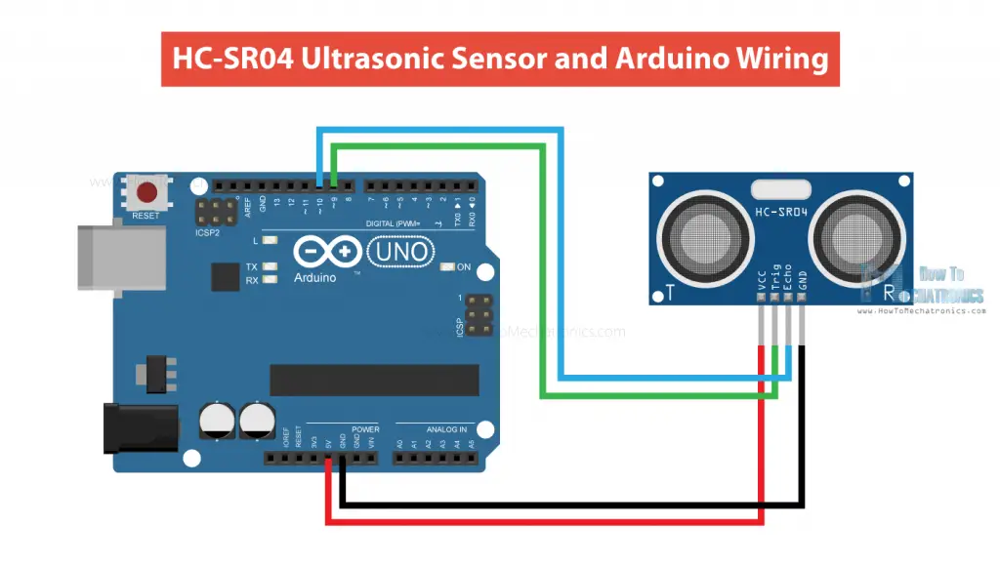 HC-SR04 Ultrasonic Sensor and Arduino Wiring
RESET
ICSP2
AREF
GND
13
12
~11
~10
~9
8
7
~6
~5
4
~3
2
TX0 ▶ 1
RX0 ◀ 0
DIGITAL (PWM=
L
TX
RX
UNO
™
Arduino
ON
1
ICSP
HC-SR04
T
R
VCC
Trig
Echo
GND
How To
Mechatronics
www.HowToMechatronics.com
POWER
ANALOG IN
IOREF
RESET
3V3
5V
GND
GND
VIN
A0
A1
A2
A3
A4
A5